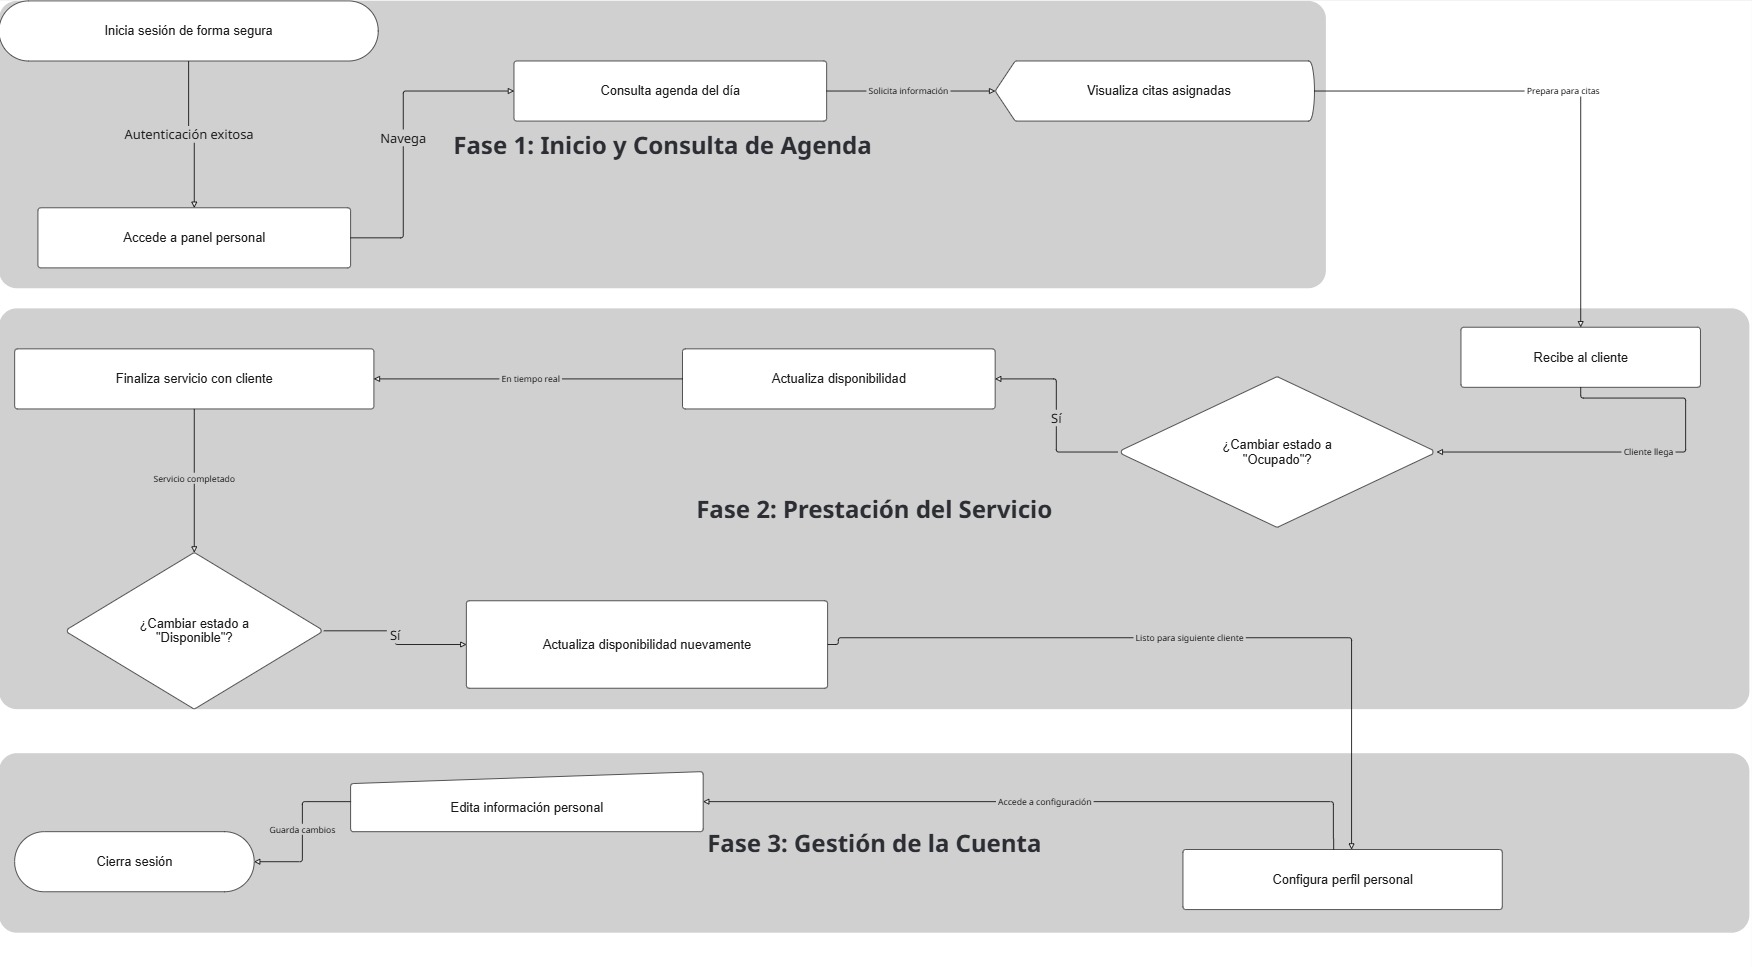 Inicia sesión de forma segura
Autenticación exitosa
Accede a panel personal
Navega
Consulta agenda del día
Solicita información
Visualiza citas asignadas
Prepara para citas
Fase 1: Inicio y Consulta de Agenda
Recibe al cliente
Cliente llega
¿Cambiar estado a
"Ocupado"?
Sí
Actualiza disponibilidad
En tiempo real
Finaliza servicio con cliente
Servicio completado
Fase 2: Prestación del Servicio
¿Cambiar estado a
"Disponible"?
Sí
Actualiza disponibilidad nuevamente
Listo para siguiente cliente
Configura perfil personal
Accede a configuración
Edita información personal
Fase 3: Gestión de la Cuenta
Guarda cambios
Cierra sesión